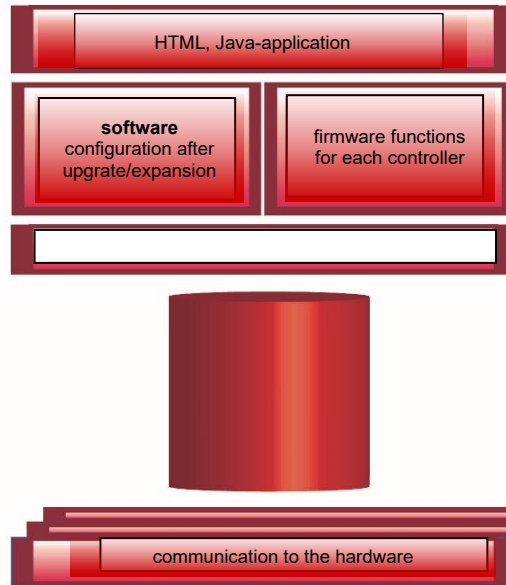 HTML, Java-application
software
configuration after
upgrate/expansion
firmware functions
for each controller
communication to the hardware